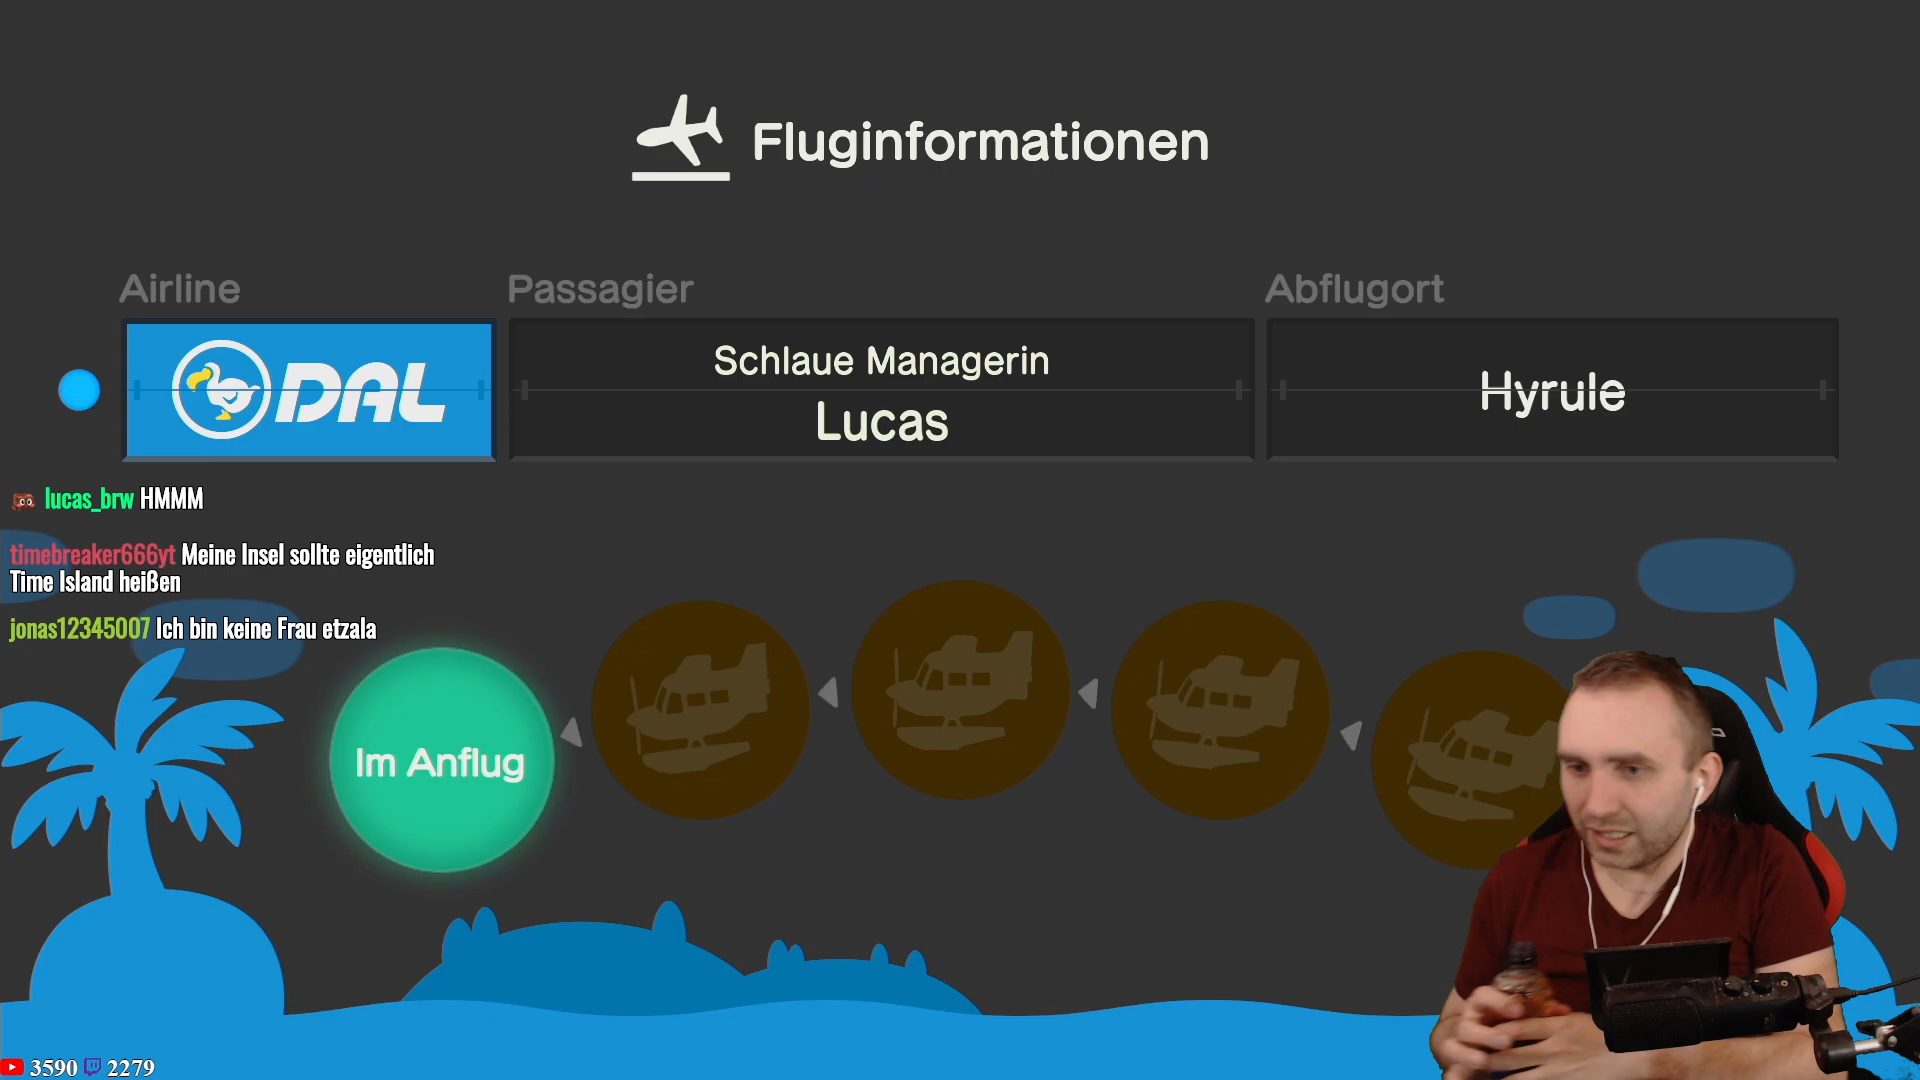 Fluginformationen
Airline
Passagier
Abflugort
DAL
Schlaue Managerin
Lucas
Hyrule
lucas_brw HMMM
timebreaker666yt Meine Insel sollte eigentlich
Time Island heißen
jonas12345007 Ich bin keine Frau etzala
Im Anflug
3590 2279